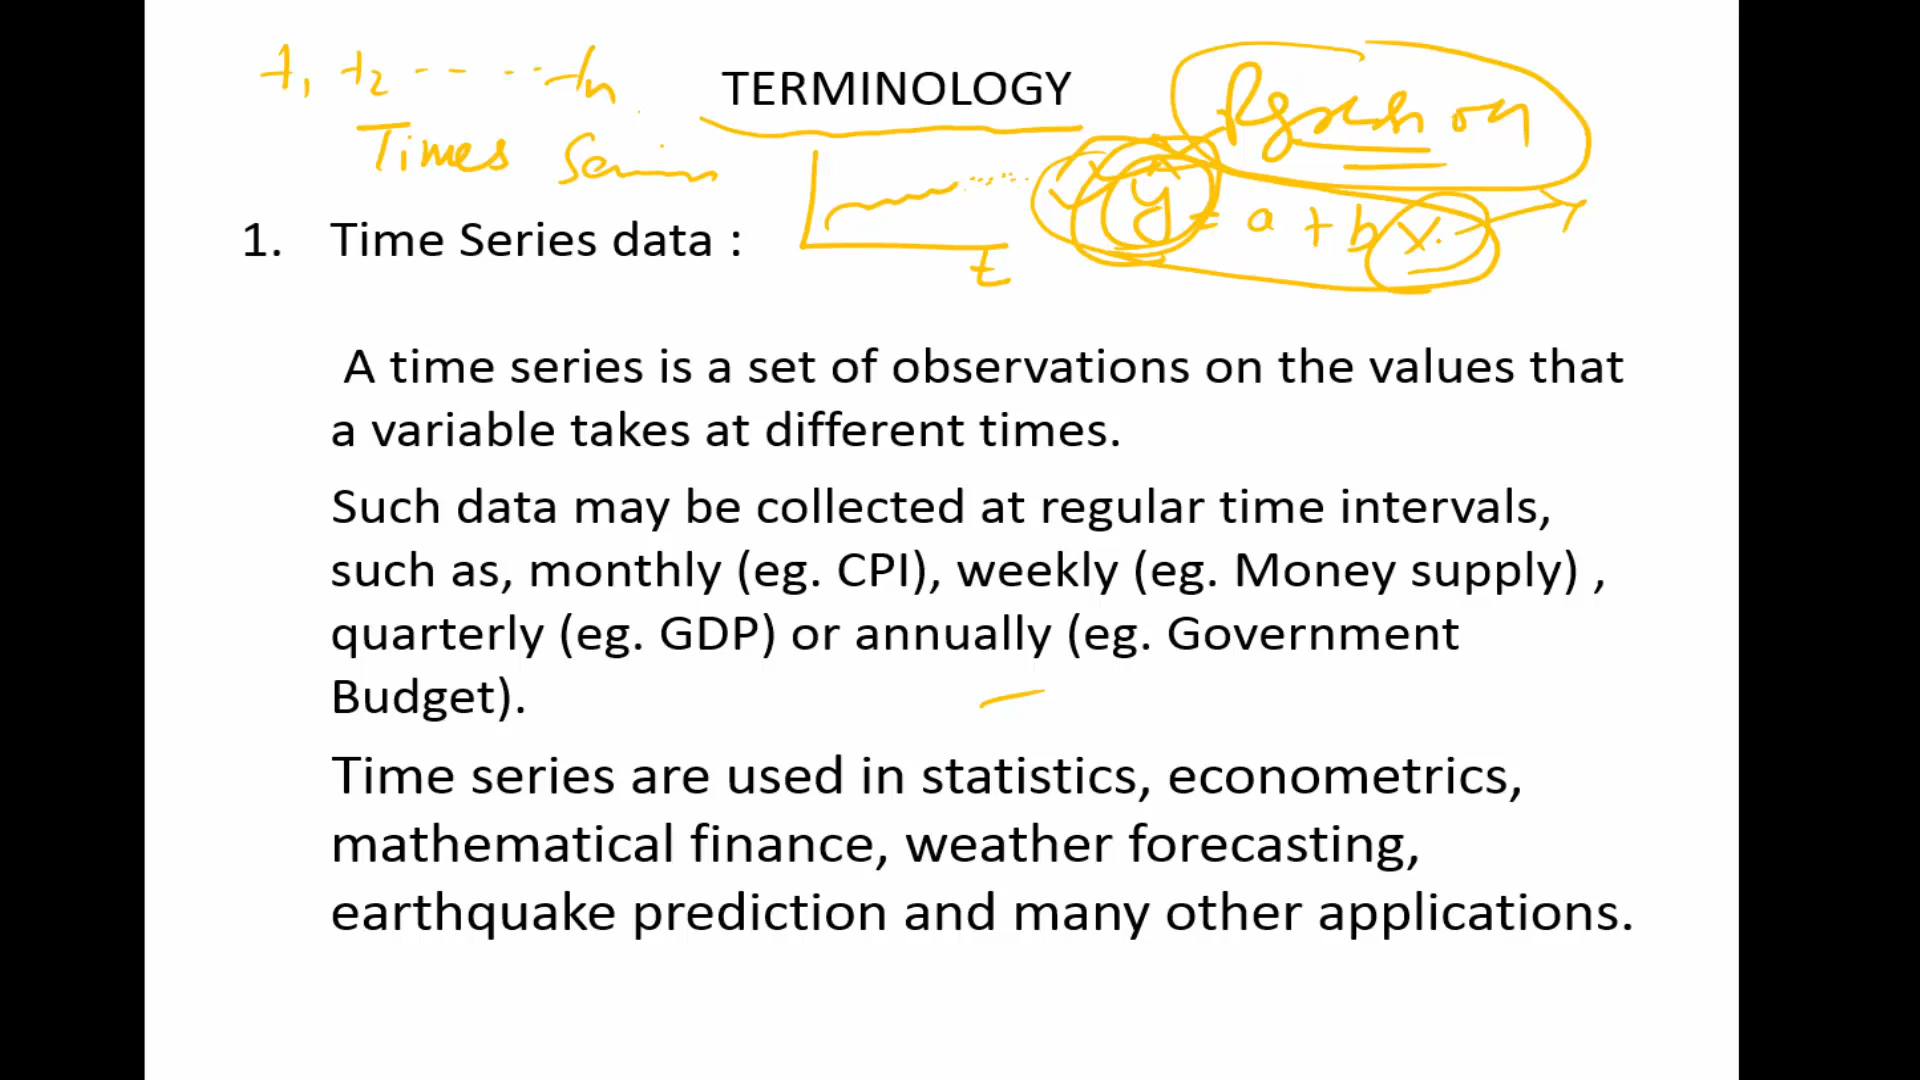 t1, t2 ---- ... tn
TERMINOLOGY
Regression
Times Series
y = a + bx
1. Time Series data :
t
A time series is a set of observations on the values that
a variable takes at different times.
Such data may be collected at regular time intervals,
such as, monthly (eg. CPI), weekly (eg. Money supply) ,
quarterly (eg. GDP) or annually (eg. Government
Budget).
Time series are used in statistics, econometrics,
mathematical finance, weather forecasting,
earthquake prediction and many other applications.